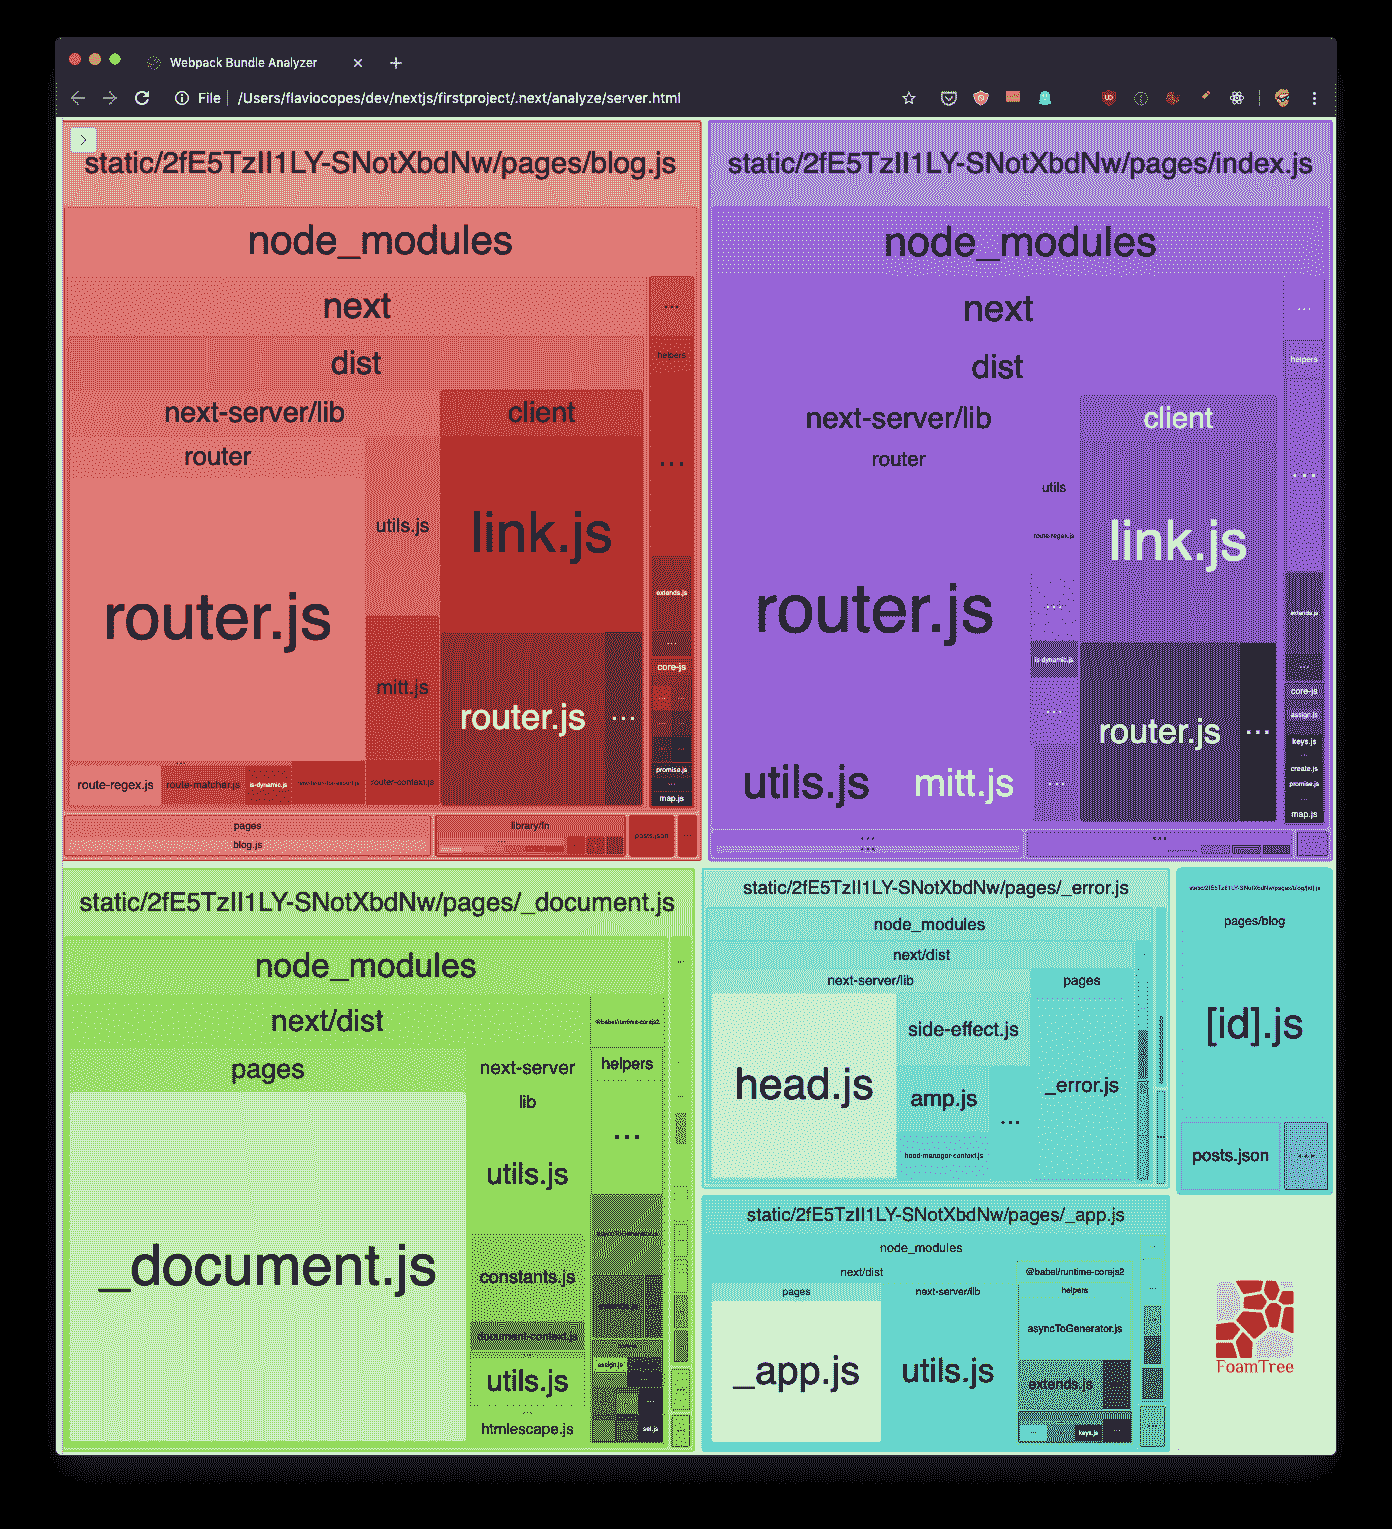 Webpack Bundle Analyzer
File
/Users/flaviocopes/dev/nextjs/firstproject/.next/analyze/server.html
static/2fE5TzII1LY-SNotXbdNw/pages/blog.js
node_modules
next
...
helpers
dist
next-server/lib
client
router
...
utils.js
link.js
router.js
extends.js
...
core-js
mitt.js
router.js
...
promise.js
...
map.js
route-regex.js
route-matcher.js
is-dynamic.js
router-context.js
pages
blog.js
library/fn
posts.json
...
static/2fE5TzII1LY-SNotXbdNw/pages/index.js
node_modules
next
...
helpers
dist
next-server/lib
client
router
...
utils
route-regex.js
link.js
router.js
...
extends.js
is-dynamic.js
...
core-js
...
assign.js
router.js
...
keys.js
create.js
promise.js
utils.js
mitt.js
...
map.js
...
...
...
static/2fE5TzII1LY-SNotXbdNw/pages/_document.js
node_modules
...
next/dist
@babel/runtime-corejs2
pages
next-server
helpers
lib
...
utils.js
_document.js
constants.js
document-context.js
assign.js
utils.js
htmlescape.js
set.js
static/2fE5TzII1LY-SNotXbdNw/pages/_error.js
node_modules
next/dist
next-server/lib
pages
side-effect.js
head.js
amp.js
_error.js
...
head-manager-context.js
static/2fE5TzII1LY-SNotXbdNw/pages/blog/[id].js
pages/blog
[id].js
posts.json
...
static/2fE5TzII1LY-SNotXbdNw/pages/_app.js
node_modules
next/dist
@babel/runtime-corejs2
pages
next-server/lib
helpers
asyncToGenerator.js
_app.js
utils.js
extends.js
keys.js
FoamTree